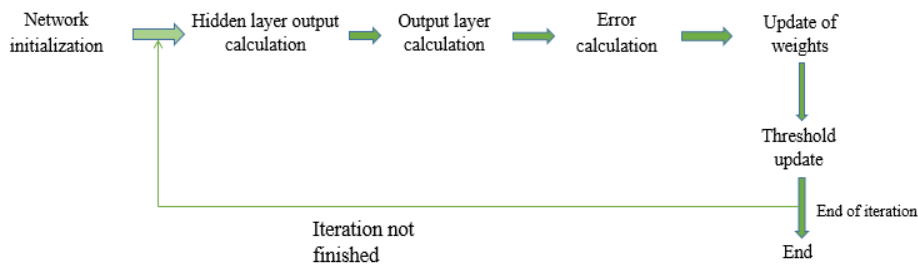 Network
initialization
Hidden layer output
calculation
Output layer
calculation
Error
calculation
Update of
weights
Threshold
update
End of iteration
Iteration not
finished
End